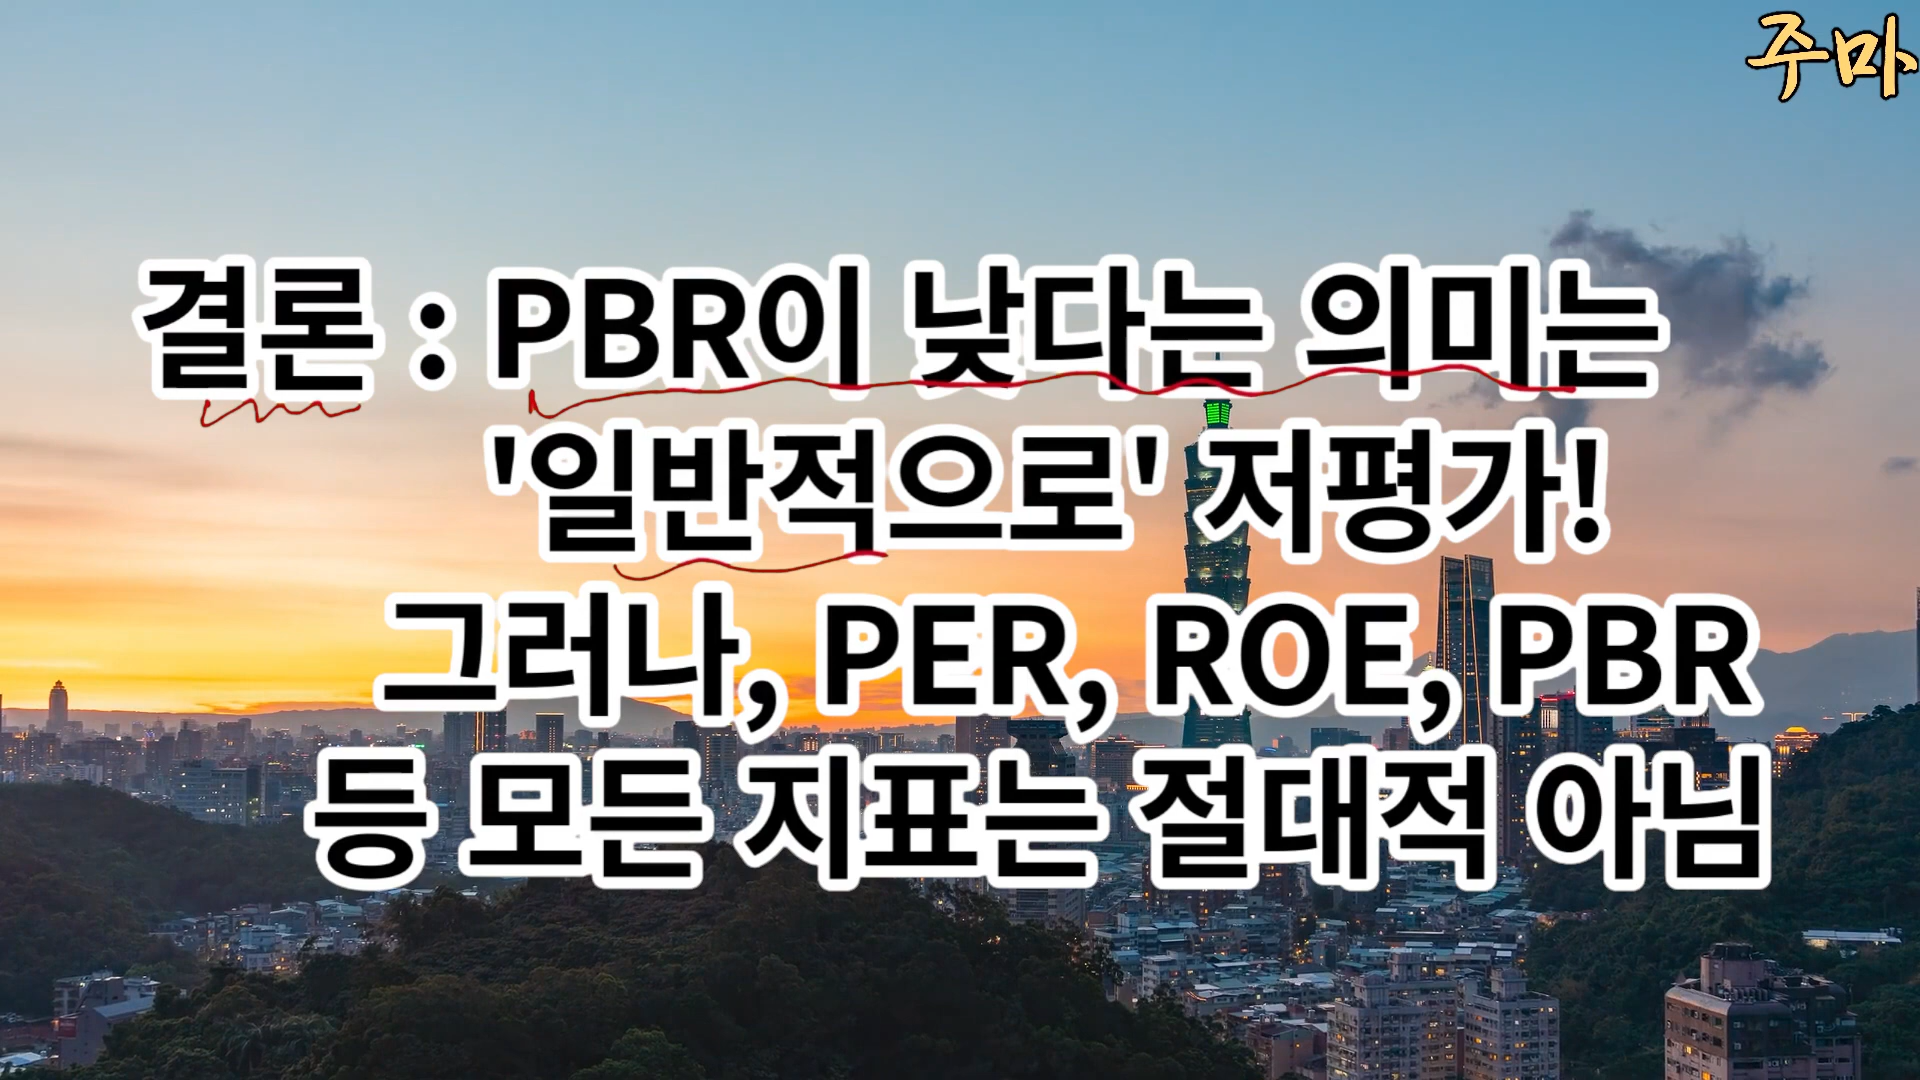 주마
결론 : PBR이 낮다는 의미는
'일반적으로' 저평가!
그러나, PER, ROE, PBR
등 모든 지표는 절대적 아님